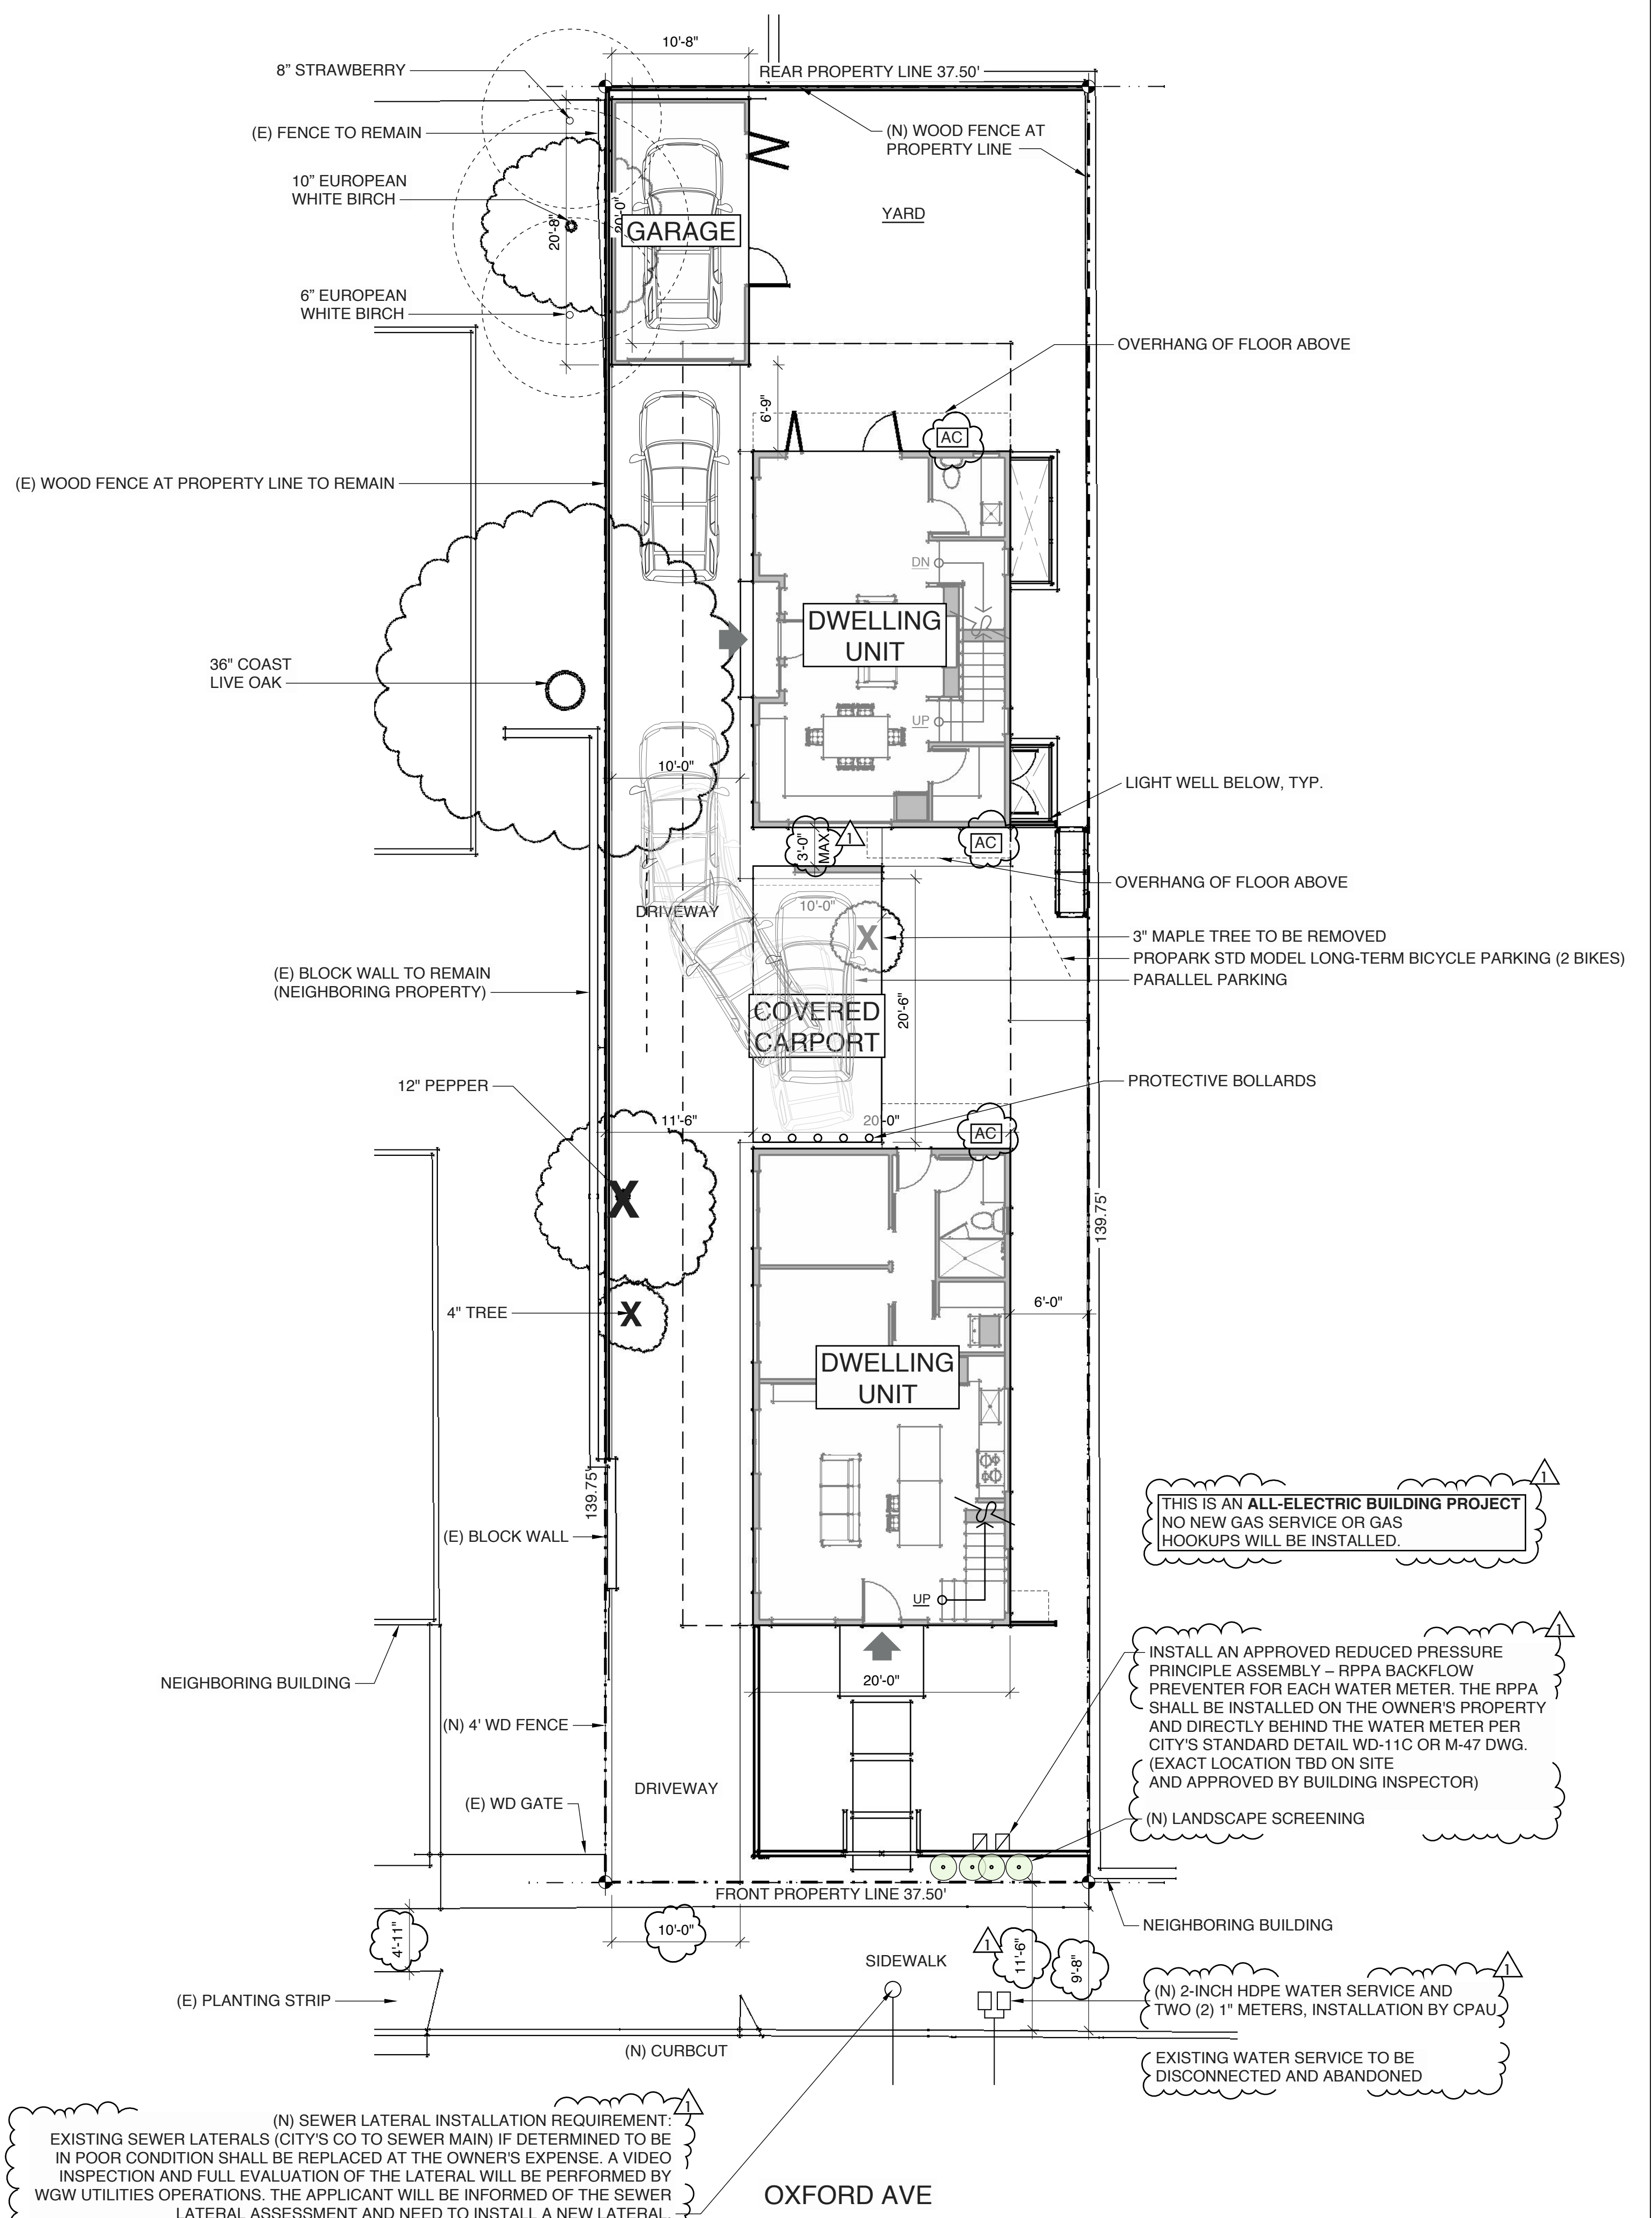 10'-8"
8” STRAWBERRY
REAR PROPERTY LINE 37.50'
(E) FENCE TO REMAIN
(N) WOOD FENCE AT
PROPERTY LINE
10” EUROPEAN
WHITE BIRCH
YARD
20'-8"
20'-0"
GARAGE
6” EUROPEAN
WHITE BIRCH
OVERHANG OF FLOOR ABOVE
6'-9"
AC
(E) WOOD FENCE AT PROPERTY LINE TO REMAIN
DN
DWELLING
UNIT
36" COAST
LIVE OAK
UP
10'-0"
LIGHT WELL BELOW, TYP.
3'-0"
MAX
1
AC
OVERHANG OF FLOOR ABOVE
DRIVEWAY
10'-0"
X
3" MAPLE TREE TO BE REMOVED
PROPARK STD MODEL LONG-TERM BICYCLE PARKING (2 BIKES)
(E) BLOCK WALL TO REMAIN
(NEIGHBORING PROPERTY)
PARALLEL PARKING
COVERED
CARPORT
20'-6"
12" PEPPER
PROTECTIVE BOLLARDS
11'-6"
20'-0"
AC
X
139.75'
4" TREE
X
6'-0"
DWELLING
UNIT
139.75'
1
THIS IS AN ALL-ELECTRIC BUILDING PROJECT
NO NEW GAS SERVICE OR GAS
HOOKUPS WILL BE INSTALLED.
(E) BLOCK WALL
UP
1
INSTALL AN APPROVED REDUCED PRESSURE
PRINCIPLE ASSEMBLY – RPPA BACKFLOW
PREVENTER FOR EACH WATER METER. THE RPPA
SHALL BE INSTALLED ON THE OWNER'S PROPERTY
AND DIRECTLY BEHIND THE WATER METER PER
CITY'S STANDARD DETAIL WD-11C OR M-47 DWG.
(EXACT LOCATION TBD ON SITE
AND APPROVED BY BUILDING INSPECTOR)
NEIGHBORING BUILDING
20'-0"
(N) 4' WD FENCE
DRIVEWAY
(E) WD GATE
(N) LANDSCAPE SCREENING
FRONT PROPERTY LINE 37.50'
NEIGHBORING BUILDING
4'-11"
10'-0"
SIDEWALK
1
11'-6"
9'-8"
1
(N) 2-INCH HDPE WATER SERVICE AND
TWO (2) 1" METERS, INSTALLATION BY CPAU
(E) PLANTING STRIP
(N) CURBCUT
EXISTING WATER SERVICE TO BE
DISCONNECTED AND ABANDONED
1
(N) SEWER LATERAL INSTALLATION REQUIREMENT:
EXISTING SEWER LATERALS (CITY'S CO TO SEWER MAIN) IF DETERMINED TO BE
IN POOR CONDITION SHALL BE REPLACED AT THE OWNER'S EXPENSE. A VIDEO
INSPECTION AND FULL EVALUATION OF THE LATERAL WILL BE PERFORMED BY
WGW UTILITIES OPERATIONS. THE APPLICANT WILL BE INFORMED OF THE SEWER
LATERAL ASSESSMENT AND NEED TO INSTALL A NEW LATERAL.
OXFORD AVE